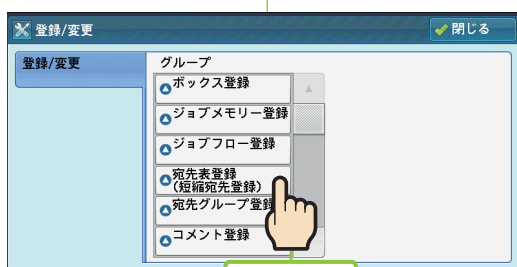 登録/変更
閉じる
登録/変更
グループ
ボックス登録
ジョブメモリー登録
ジョブフロー登録
宛先表登録
(短縮宛先登録)
宛先グループ登録
コメント登録